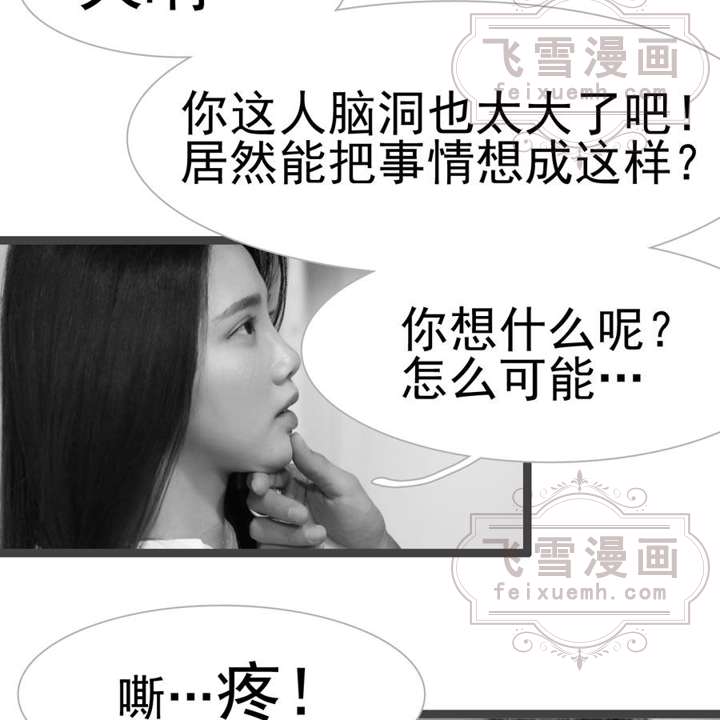 飞雪漫画
feixuemh.com
你这人脑洞也太大了吧！
居然能把事情想成这样？
你想什么呢？
怎么可能…
飞雪漫画
feixuemh.com
嘶…疼！